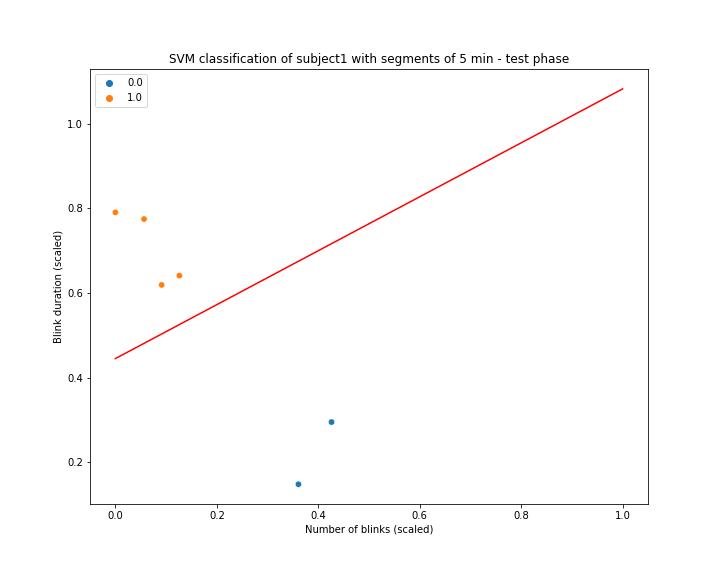 SVM classification of subject1 with segments of 5 min - test phase
0.0
1.0
1.0
0.8
0.6
0.4
0.2
Blink duration (scaled)
0.0 0.2 0.4 0.6 0.8 1.0
Number of blinks (scaled)